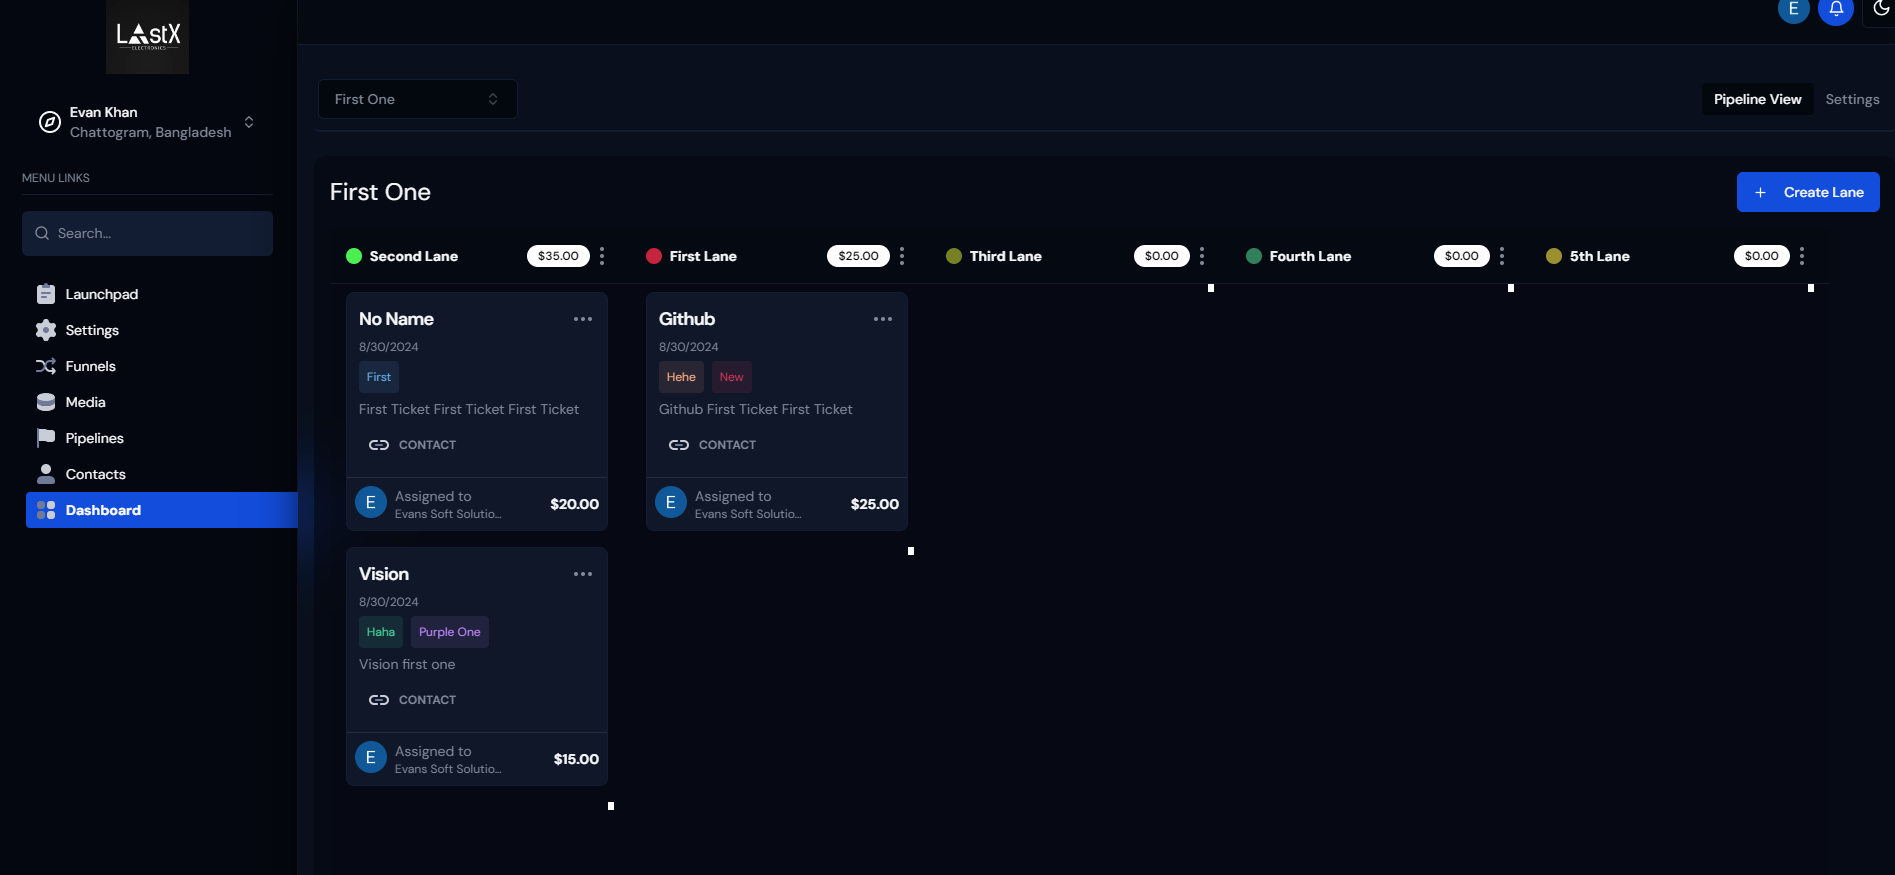 LAstX
ELECTRONICS
E
Evan Khan
Chattogram, Bangladesh
MENU LINKS
Search...
Launchpad
Settings
Funnels
Media
Pipelines
Contacts
Dashboard
First One
Pipeline View
Settings
First One
+ Create Lane
Second Lane
$35.00
No Name
8/30/2024
First
First Ticket First Ticket First Ticket
CONTACT
E
Assigned to
Evans Soft Solutio...
$20.00
Vision
8/30/2024
Haha
Purple One
Vision first one
CONTACT
E
Assigned to
Evans Soft Solutio...
$15.00
First Lane
$25.00
Github
8/30/2024
Hehe
New
Github First Ticket First Ticket
CONTACT
E
Assigned to
Evans Soft Solutio...
$25.00
Third Lane
$0.00
Fourth Lane
$0.00
5th Lane
$0.00